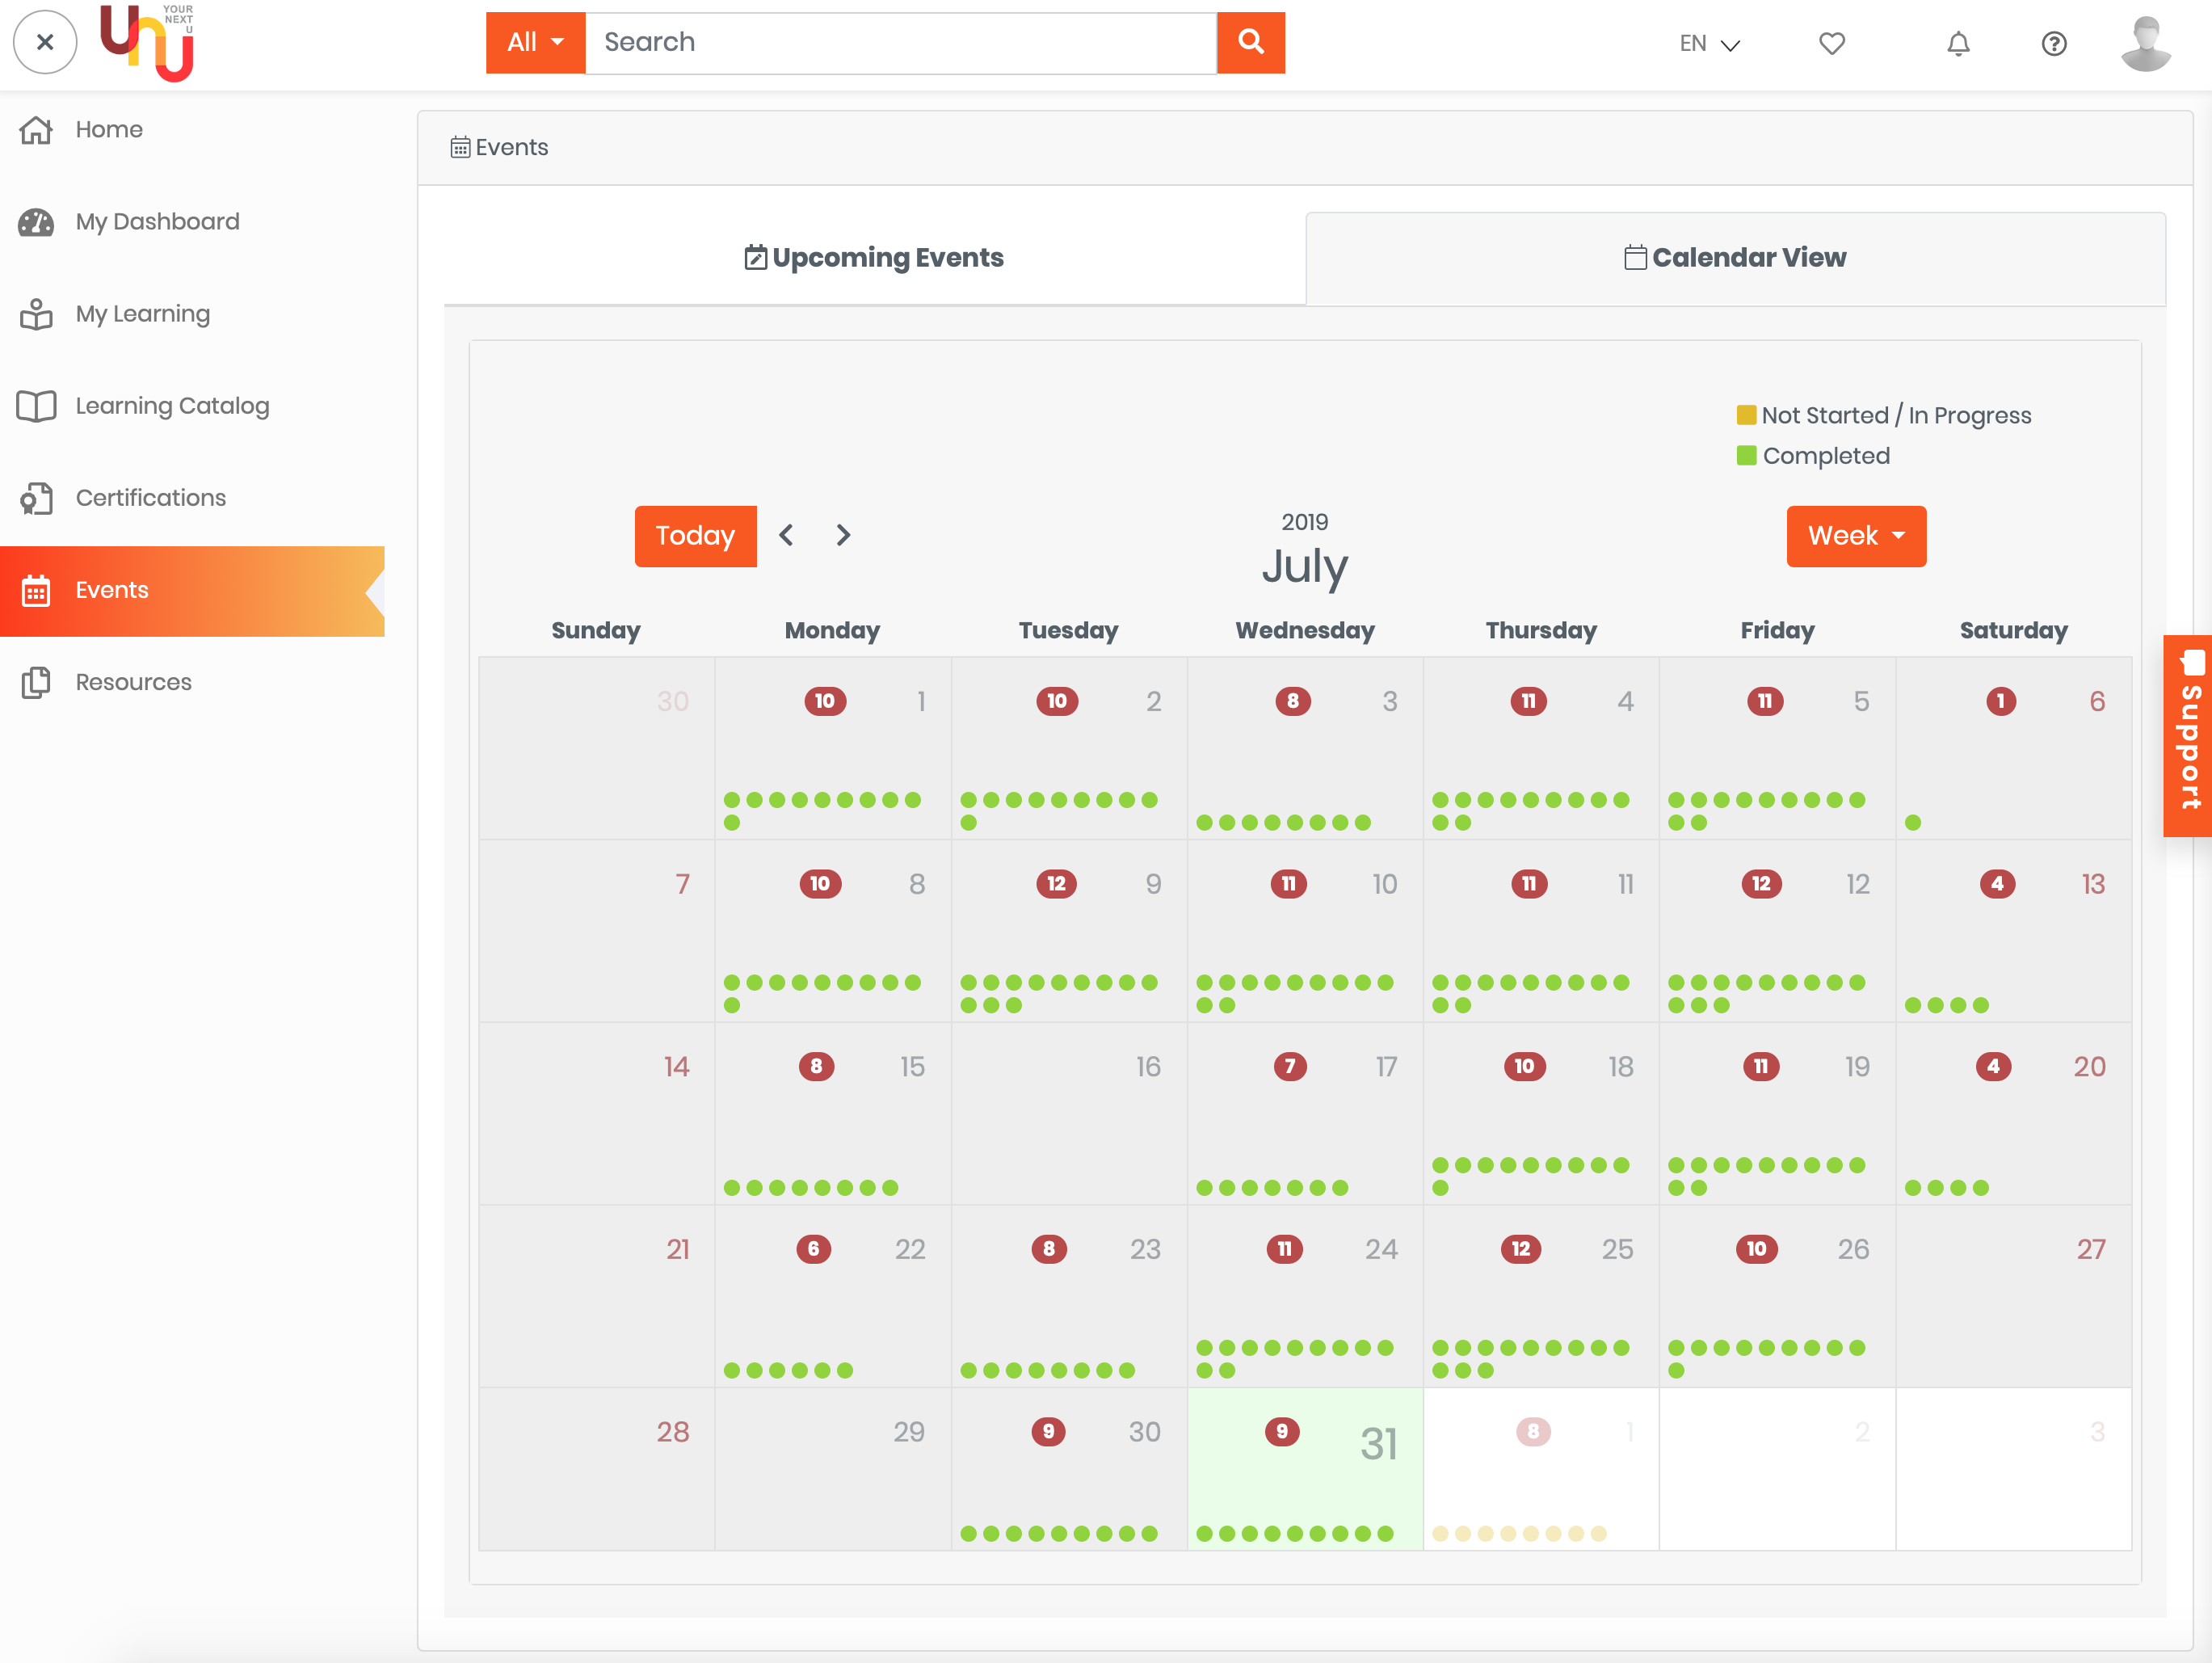 YOUR
NEXT
U
unu
All
Search
EN
Home
My Dashboard
My Learning
Learning Catalog
Certifications
Events
Resources
Events
Upcoming Events
Calendar View
Not Started / In Progress
Completed
Today
2019
July
Week
Sunday Monday Tuesday Wednesday Thursday Friday Saturday
30 10 1 10 2 8 3 11 4 11 5 1 6
7 10 8 12 9 11 10 11 11 12 12 4 13
14 8 15 16 7 17 10 18 11 19 4 20
21 6 22 8 23 11 24 12 25 10 26 27
28 29 9 30 9 31 8 1 2 3
Support